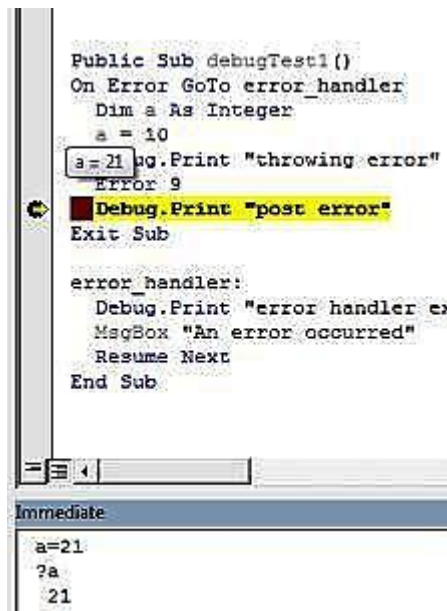 Public Sub debugTest1()
On Error GoTo error_handler
Dim a As Integer
a = 10
a = 21
ug.Print "throwing error"
Error 9
Debug.Print "post error"
Exit Sub
error_handler:
Debug.Print "error handler ex
MsgBox "An error occurred"
Resume Next
End Sub
Immediate
a=21
?a
21